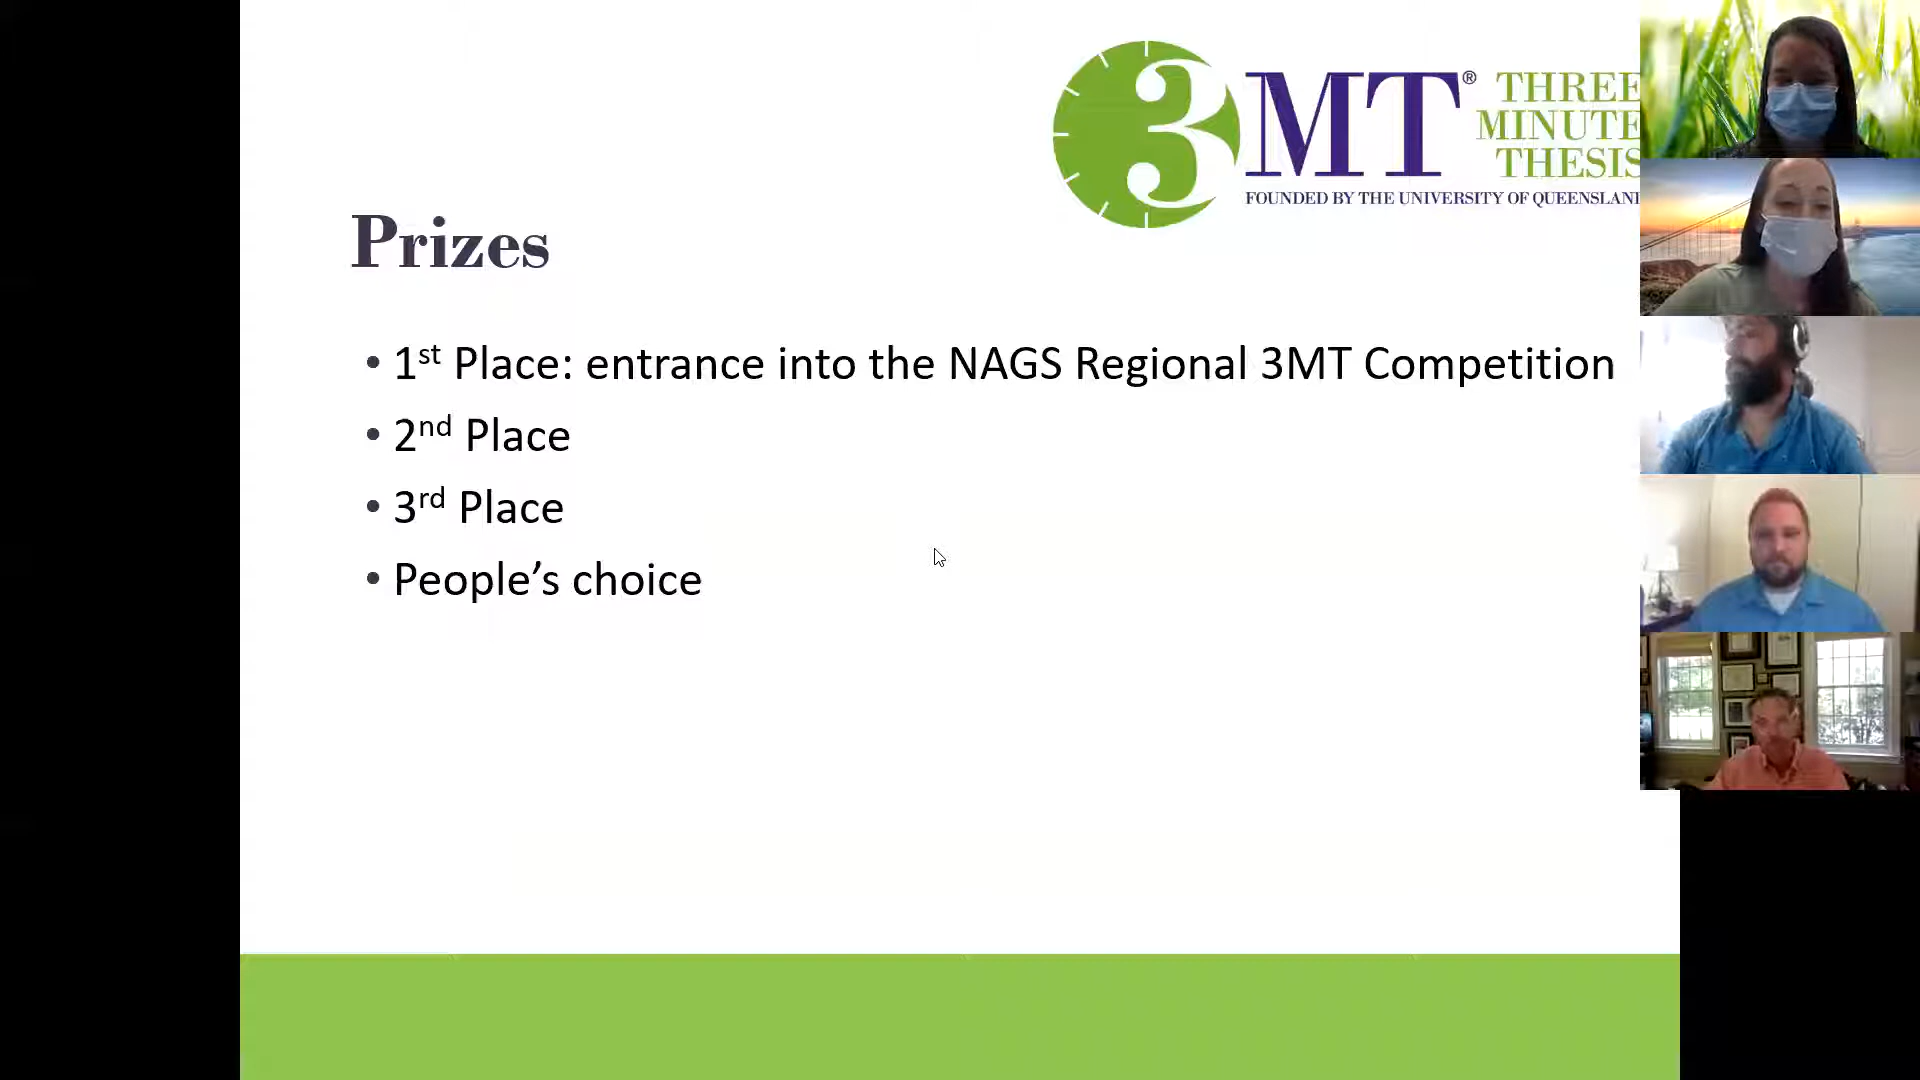 3MT® THREE
MINUTE
THESIS
FOUNDED BY THE UNIVERSITY OF QUEENSLAND
Prizes
• 1st Place: entrance into the NAGS Regional 3MT Competition
• 2nd Place
• 3rd Place
• People’s choice